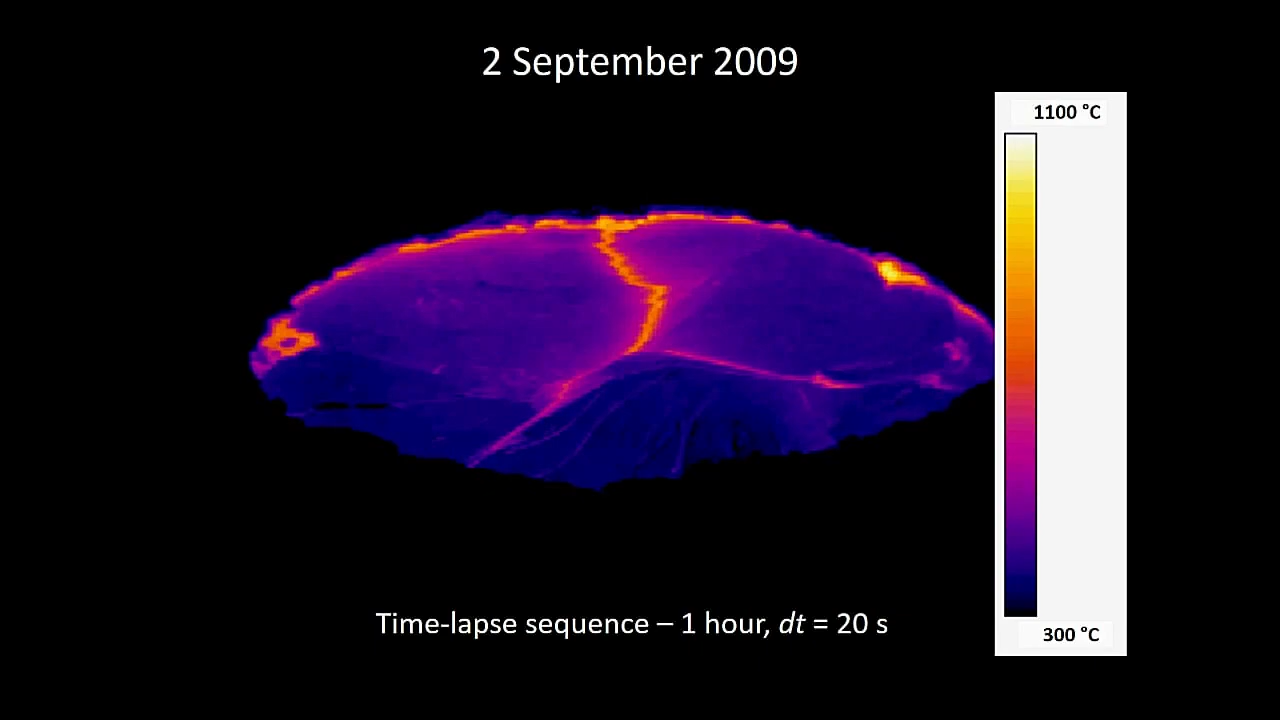 2 September 2009
1100 °C
Time-lapse sequence – 1 hour, dt = 20 s
300 °C